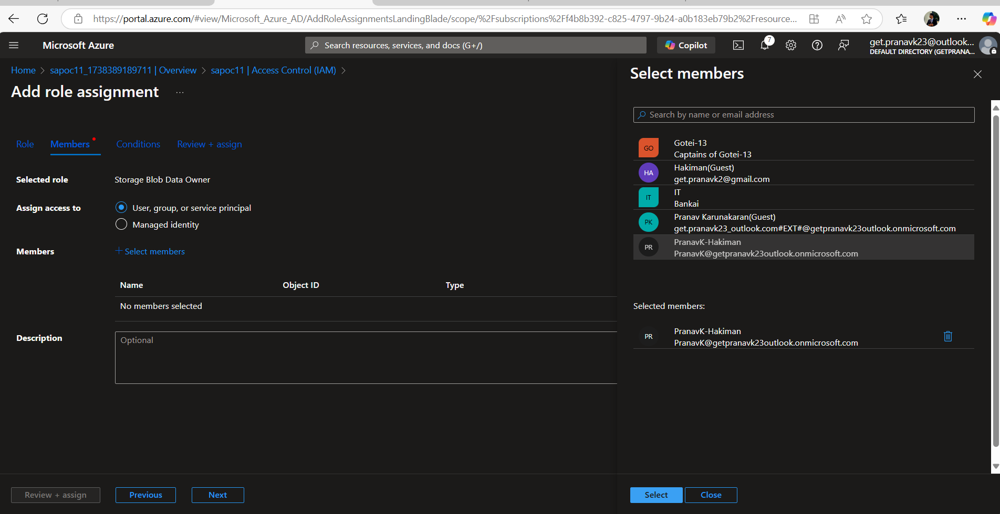 https://portal.azure.com/#view/Microsoft_Azure_AD/AddRoleAssignmentsLandingBlade/scope/%2Fsubscriptions%2Ff4b8b392-c825-4797-9b24-a0b183eb79b2%2Fresource...
Microsoft Azure
Search resources, services, and docs (G+/)
Copilot
7
get.pranavk23@outlook...
DEFAULT DIRECTORY (GETPRANA...
Home > sapoc11_1738389189711 | Overview > sapoc11 | Access Control (IAM) >
Add role assignment ...
Role
Members
Conditions
Review + assign
Selected role
Storage Blob Data Owner
Assign access to
User, group, or service principal
Managed identity
Members
+ Select members
Name
Object ID
Type
No members selected
Description
Optional
Review + assign
Previous
Next
Select members
Search by name or email address
GO
Gotei-13
Captains of Gotei-13
HA
Hakiman(Guest)
get.pranavk2@gmail.com
IT
IT
Bankai
PK
Pranav Karunakaran(Guest)
get.pranavk23_outlook.com#EXT#@getpranavk23outlook.onmicrosoft.com
PR
PranavK-Hakiman
PranavK@getpranavk23outlook.onmicrosoft.com
Selected members:
PR
PranavK-Hakiman
PranavK@getpranavk23outlook.onmicrosoft.com
Select
Close